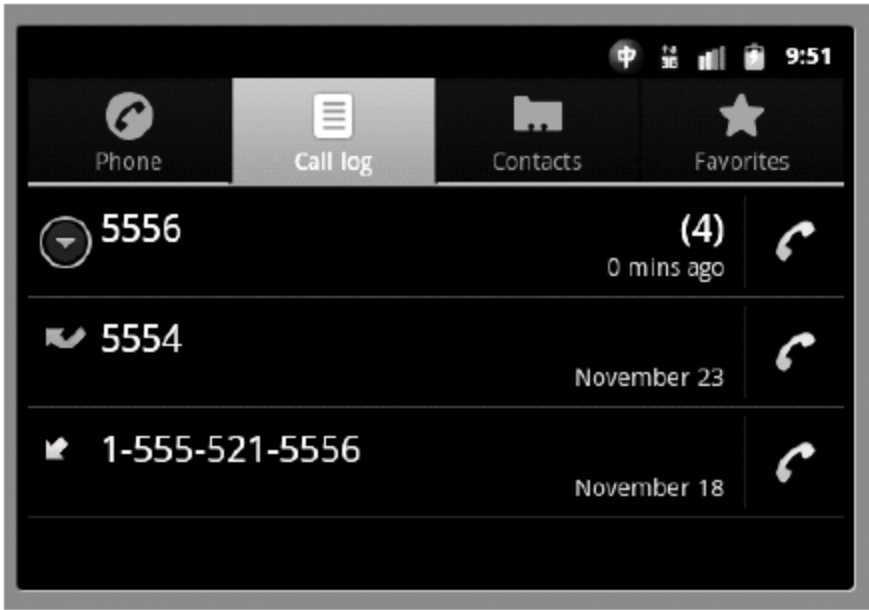 中 3G 9:51
Phone Call log Contacts Favorites
5556 (4)
0 mins ago
5554
November 23
1-555-521-5556
November 18